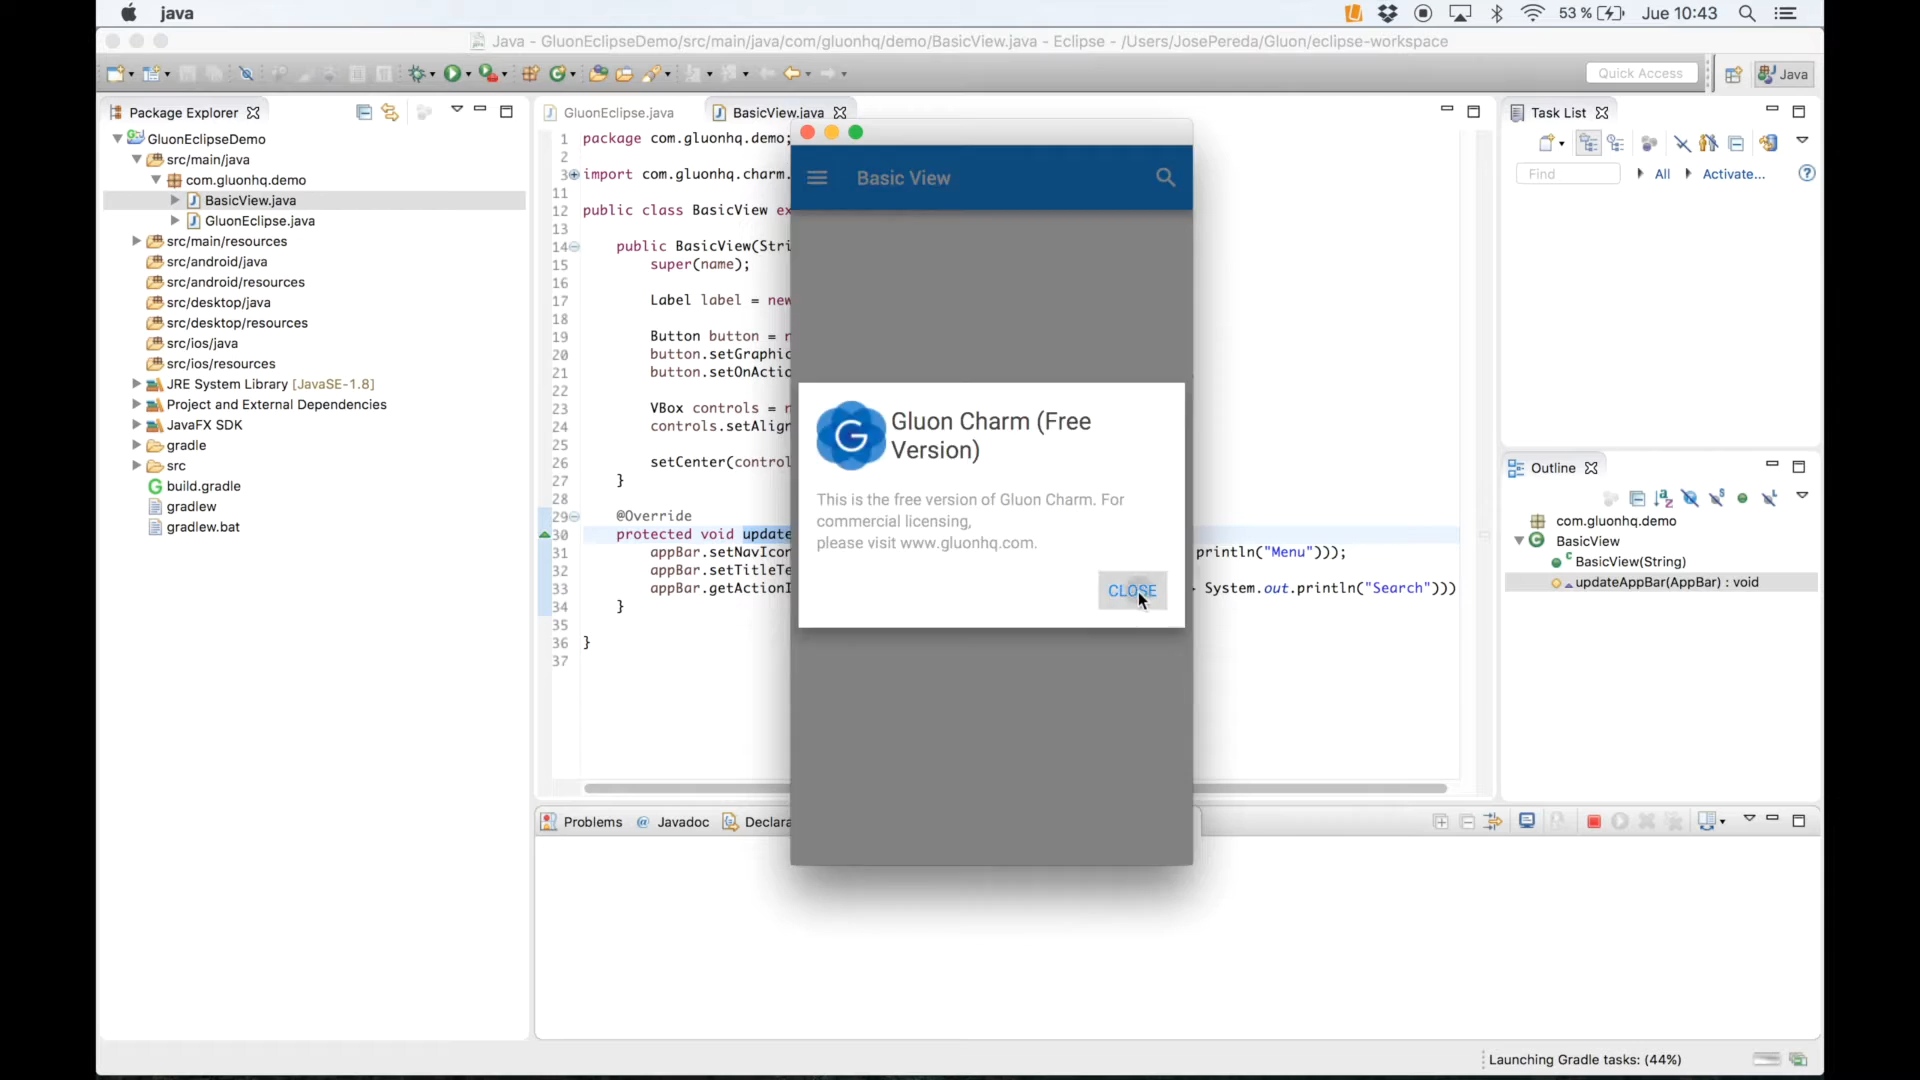 java
53 %
Jue 10:43
Java - GluonEclipseDemo/src/main/java/com/gluonhq/demo/BasicView.java - Eclipse - /Users/JosePereda/Gluon/eclipse-workspace
Quick Access
Java
Package Explorer
GluonEclipseDemo
src/main/java
com.gluonhq.demo
BasicView.java
GluonEclipse.java
src/main/resources
src/android/java
src/android/resources
src/desktop/java
src/desktop/resources
src/ios/java
src/ios/resources
JRE System Library [JavaSE-1.8]
Project and External Dependencies
JavaFX SDK
gradle
src
build.gradle
gradlew
gradlew.bat
GluonEclipse.java
BasicView.java
1 package com.gluonhq.demo;
2
3 import com.gluonhq.charm.
11
12 public class BasicView ex
13
14 public BasicView(Stri
15 super(name);
16
17 Label label = new
18
19 Button button = n
20 button.setGraphic
21 button.setOnActio
22
23 VBox controls = n
24 controls.setAlign
25
26 setCenter(control
27 }
28
29 @Override
30 protected void update
31 appBar.setNavIcon println("Menu")));
32 appBar.setTitleTe
33 appBar.getActionI System.out.println("Search")))
34 }
35
36 }
37
Basic View
Gluon Charm (Free
Version)
This is the free version of Gluon Charm. For
commercial licensing,
please visit www.gluonhq.com.
CLOSE
Task List
Find
All
Activate...
Outline
com.gluonhq.demo
BasicView
BasicView(String)
updateAppBar(AppBar) : void
Problems
@ Javadoc
Declara
Launching Gradle tasks: (44%)